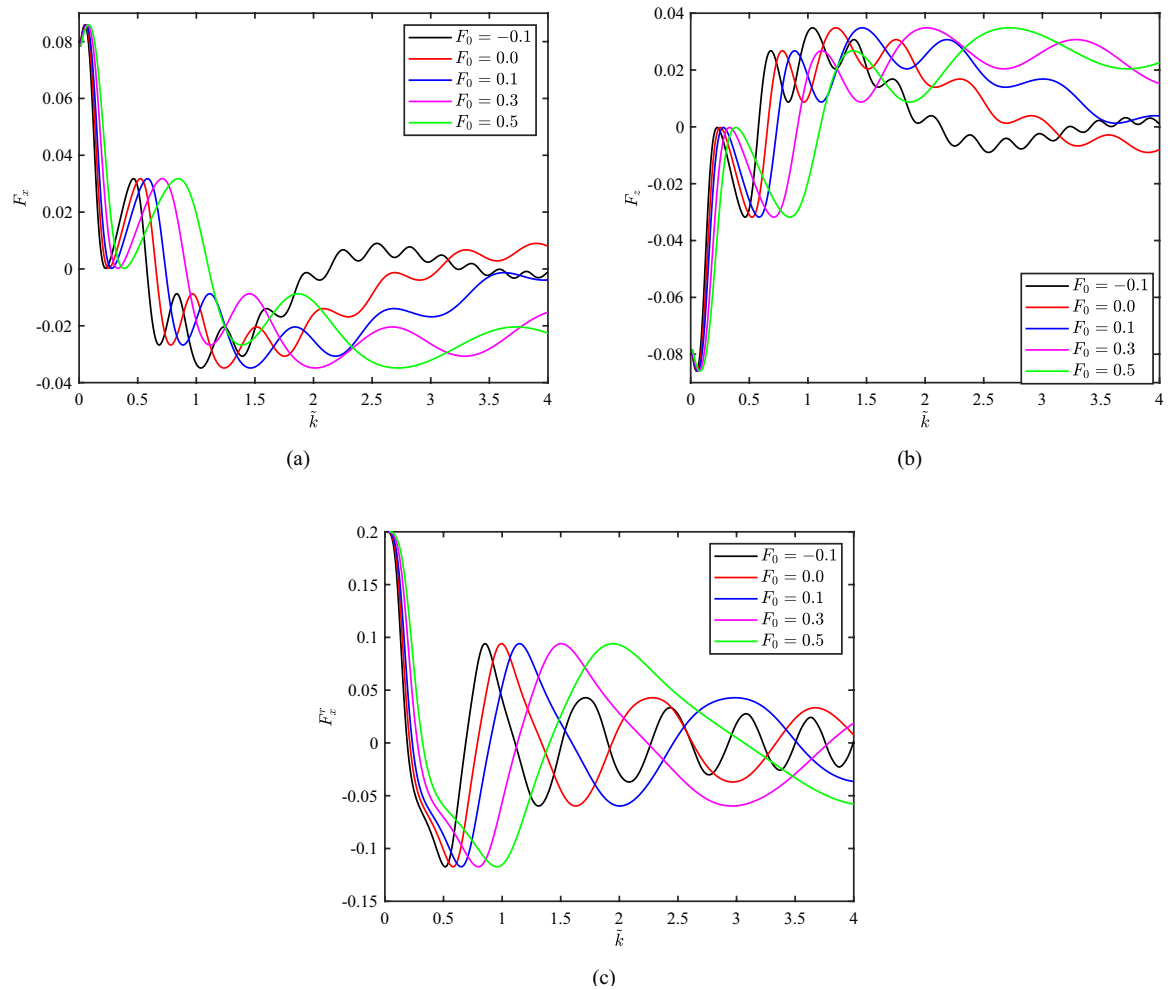 0.08
0.06
0.04
0.02
0
-0.02
-0.04
F_x
0 0.5 1 1.5 2 2.5 3 3.5 4
k̃
F_0 = −0.1
F_0 = 0.0
F_0 = 0.1
F_0 = 0.3
F_0 = 0.5
(a)
0.04
0.02
0
-0.02
-0.04
-0.06
-0.08
F_z
0 0.5 1 1.5 2 2.5 3 3.5 4
k̃
F_0 = −0.1
F_0 = 0.0
F_0 = 0.1
F_0 = 0.3
F_0 = 0.5
(b)
0.2
0.15
0.1
0.05
0
-0.05
-0.1
-0.15
F_x^r
0 0.5 1 1.5 2 2.5 3 3.5 4
k̃
F_0 = −0.1
F_0 = 0.0
F_0 = 0.1
F_0 = 0.3
F_0 = 0.5
(c)